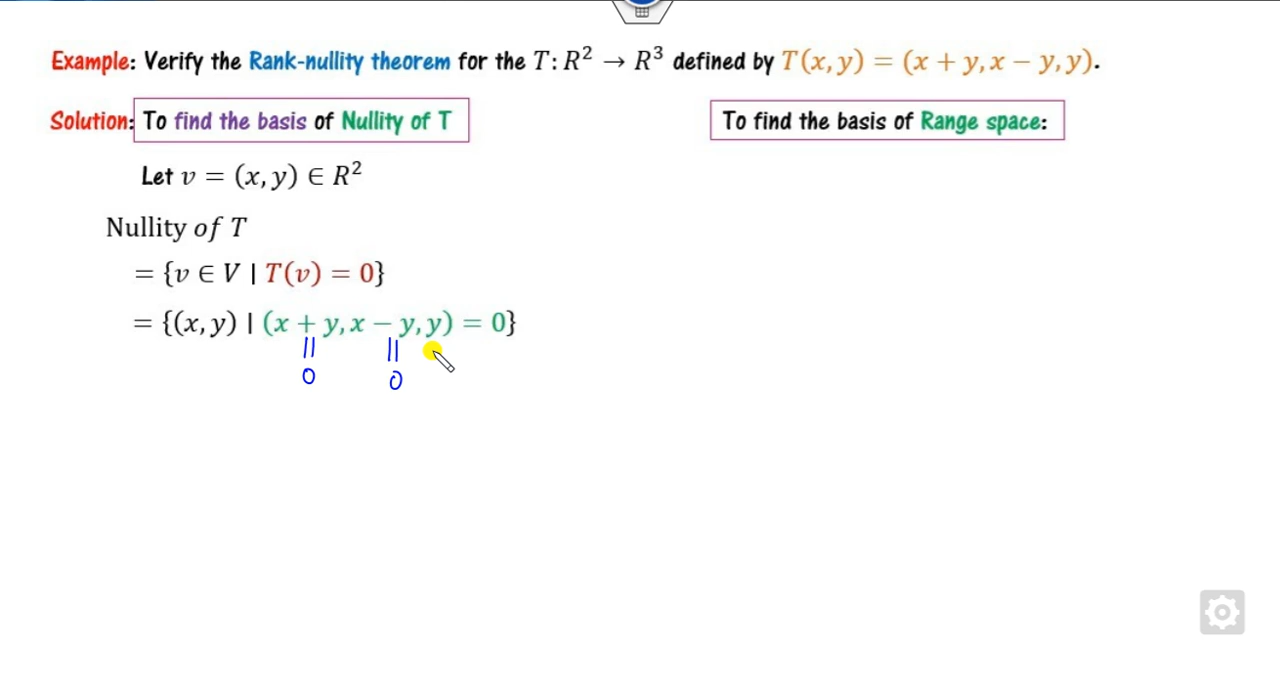 Example: Verify the Rank-nullity theorem for the T: R² → R³ defined by T(x, y) = (x + y, x − y, y).
Solution: To find the basis of Nullity of T
To find the basis of Range space:
Let v = (x, y) ∈ R²
Nullity of T
= {v ∈ V | T(v) = 0}
= {(x, y) | (x + y, x − y, y) = 0}
|| ||
0 0